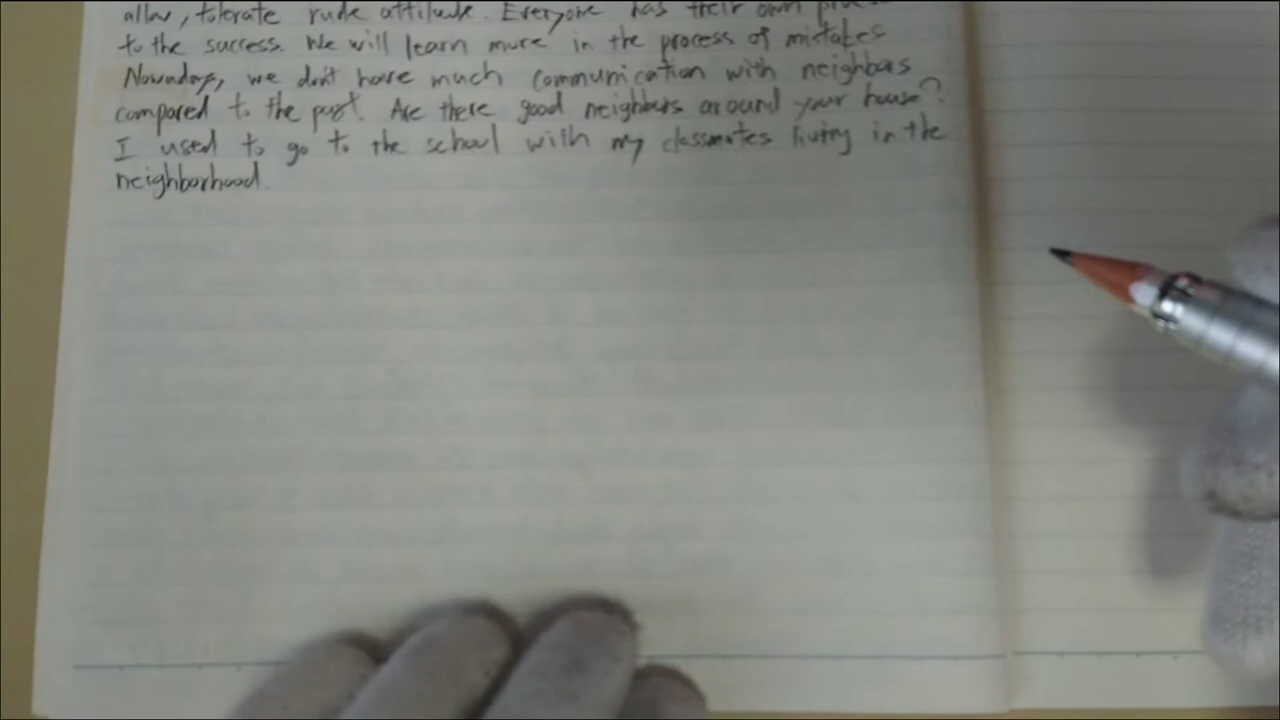 allow, tolerate rude attitude. Everyone has their own
to the success. We will learn more in the process of mistakes
Nowadays, we don't have much communication with neighbors
compared to the past. Are there good neighbors around your house?
I used to go to the school with my classmates living in the
neighborhood.